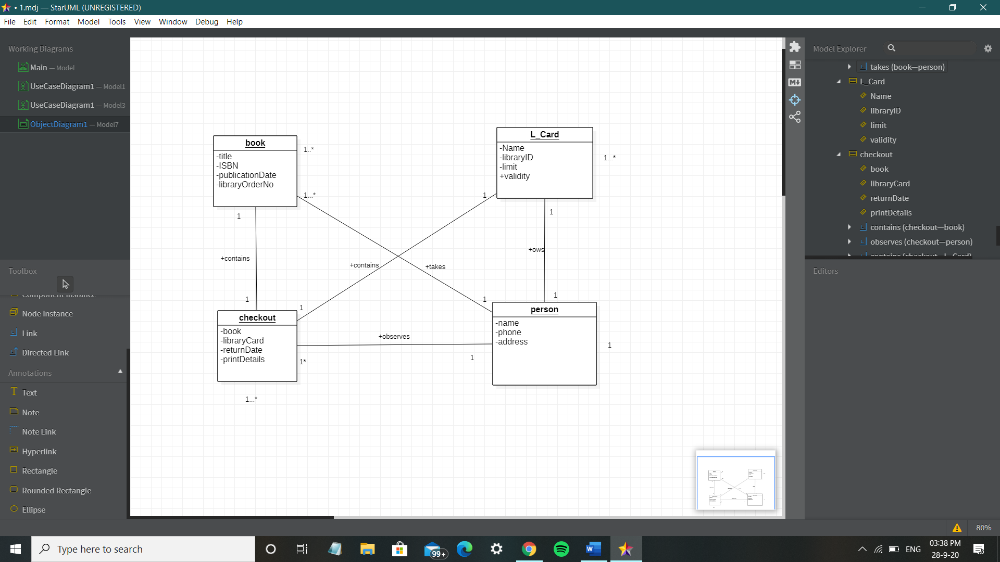 • 1.mdj — StarUML (UNREGISTERED)
File Edit Format Model Tools View Window Debug Help
Working Diagrams
Main — Model
UseCaseDiagram1 — Model1
UseCaseDiagram1 — Model3
ObjectDiagram1 — Model7
Toolbox
Component Instance
Node Instance
Link
Directed Link
Annotations
Text
Note
Note Link
Hyperlink
Rectangle
Rounded Rectangle
Ellipse
book
-title
-ISBN
-publicationDate
-libraryOrderNo
1..*
1...*
1
L_Card
-Name
-libraryID
-limit
+validity
1...*
1
1
+contains
+contains
+takes
+ows
1
1
1
1
checkout
-book
-libraryCard
-returnDate
-printDetails
1*
1...*
+observes
1
person
-name
-phone
-address
1
Model Explorer
takes (book—person)
L_Card
Name
libraryID
limit
validity
checkout
book
libraryCard
returnDate
printDetails
contains (checkout—book)
observes (checkout—person)
contains (checkout—L_Card)
Editors
80%
Type here to search
99+
ENG
03:38 PM
28-9-20